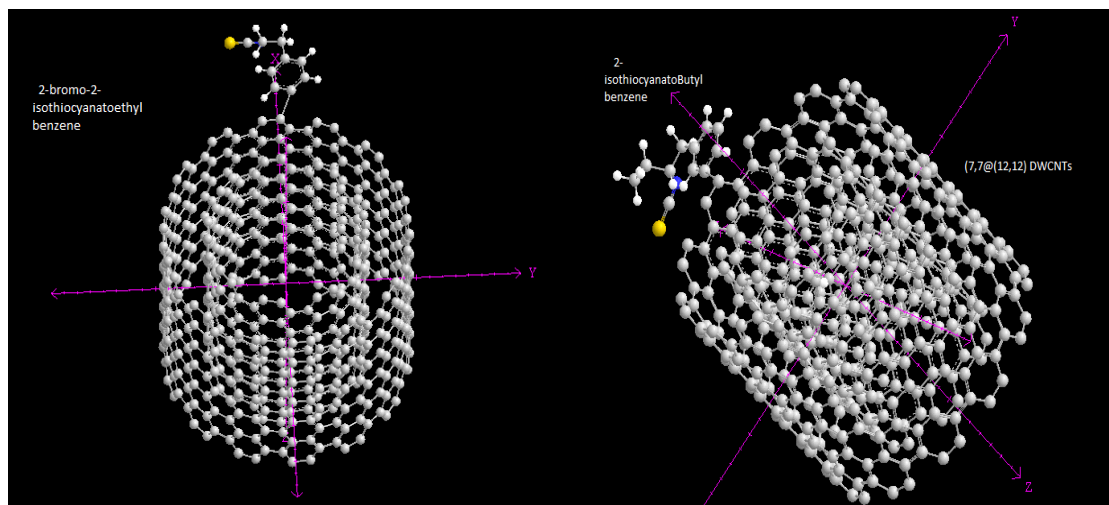 2-bromo-2-
isothiocyanatoethyl
benzene
X
Y
2-
isothiocyanatoButyl
benzene
Y
(7,7@(12,12) DWCNTs
Z